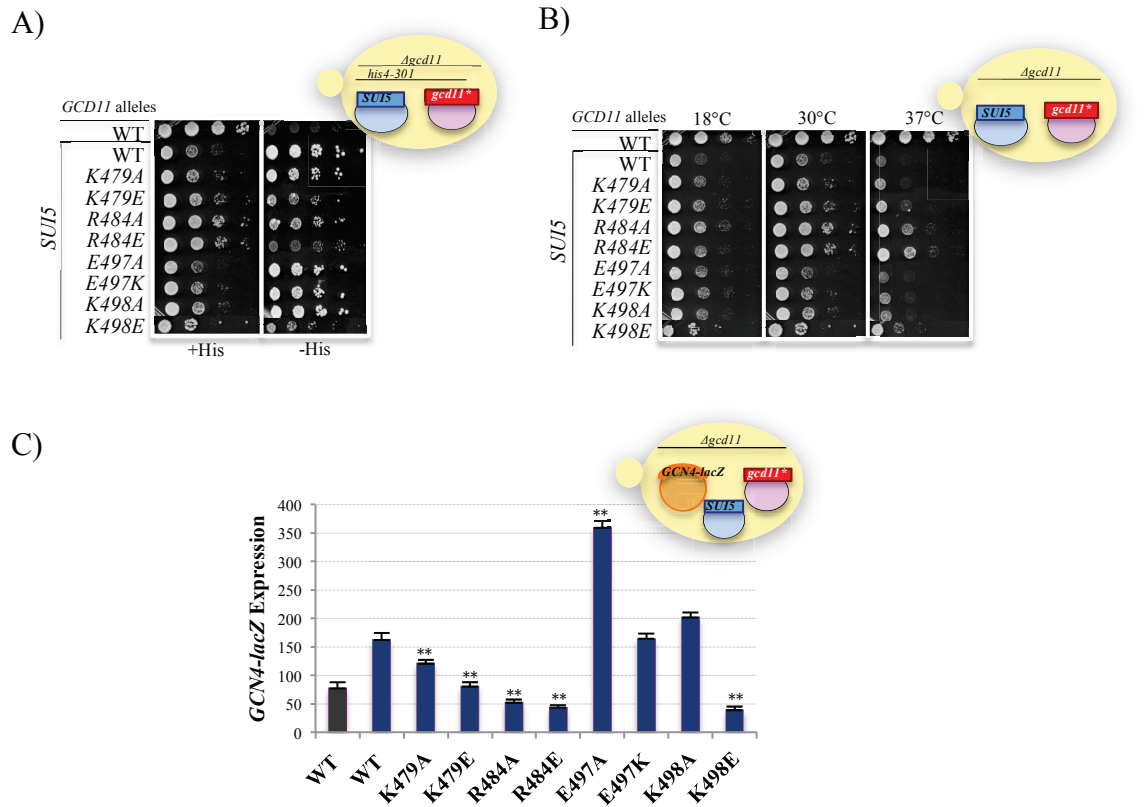 A)
Δgcd11
his4-301
SUI5
gcd11*
GCD11 alleles
WT
WT
K479A
K479E
R484A
R484E
E497A
E497K
K498A
K498E
SUI5
+His
-His
B)
Δgcd11
SUI5
gcd11*
GCD11 alleles
18°C
30°C
37°C
WT
WT
K479A
K479E
R484A
R484E
E497A
E497K
K498A
K498E
SUI5
C)
Δgcd11
GCN4-lacZ
gcd11*
SUI5
GCN4-lacZ Expression
400
350
300
250
200
150
100
50
0
**
**
**
**
**
**
WT
WT
K479A
K479E
R484A
R484E
E497A
E497K
K498A
K498E